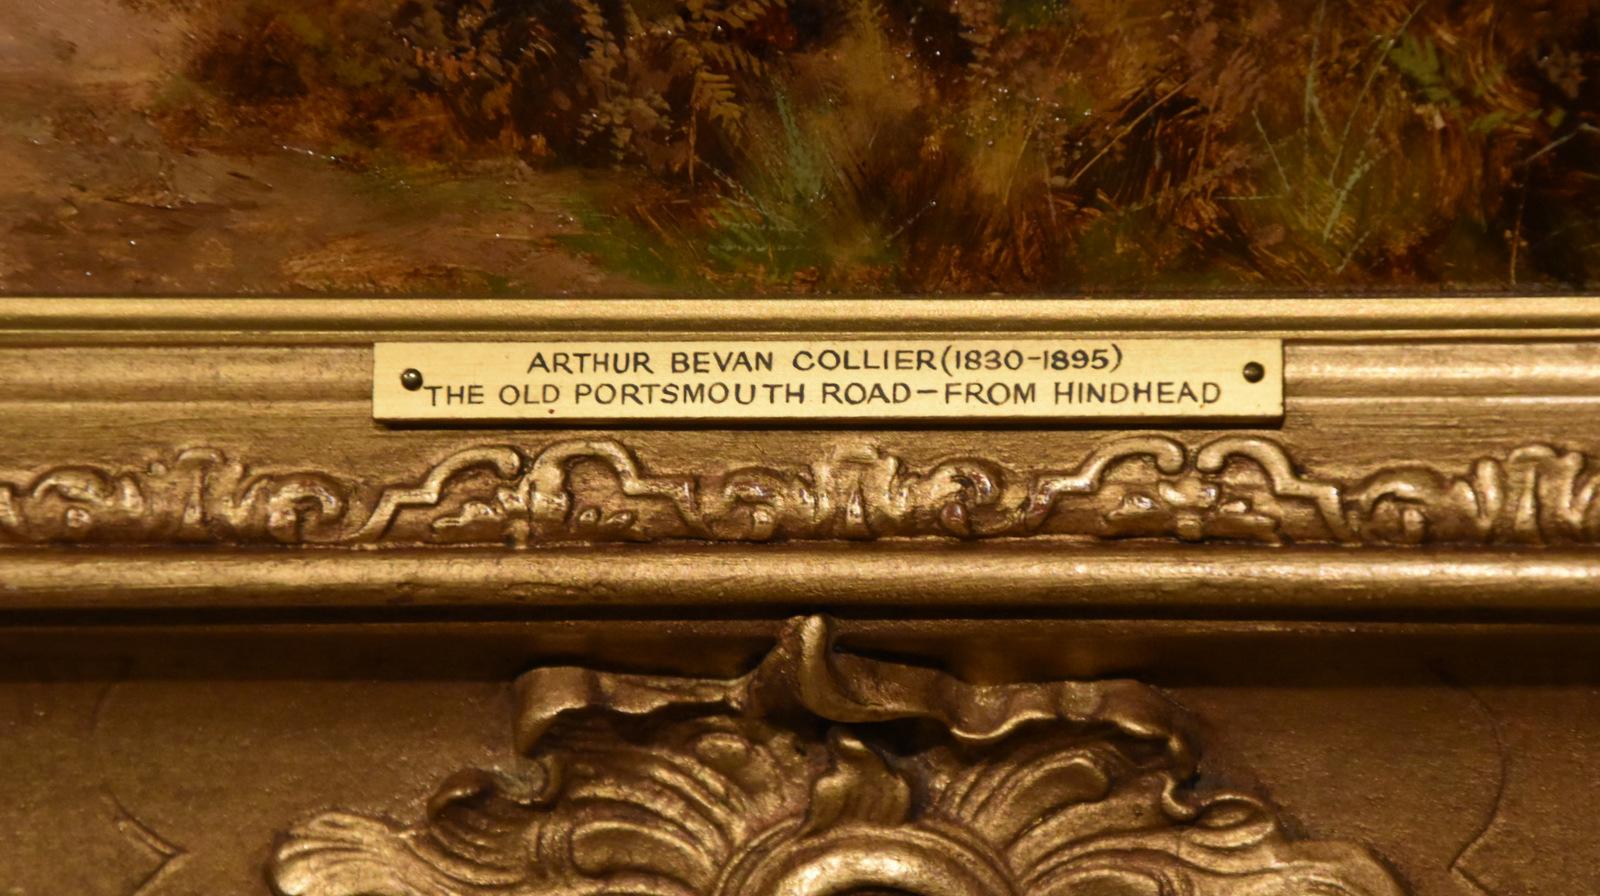 ARTHUR BEVAN COLLIER (1830-1895)
THE OLD PORTSMOUTH ROAD-FROM HINDHEAD